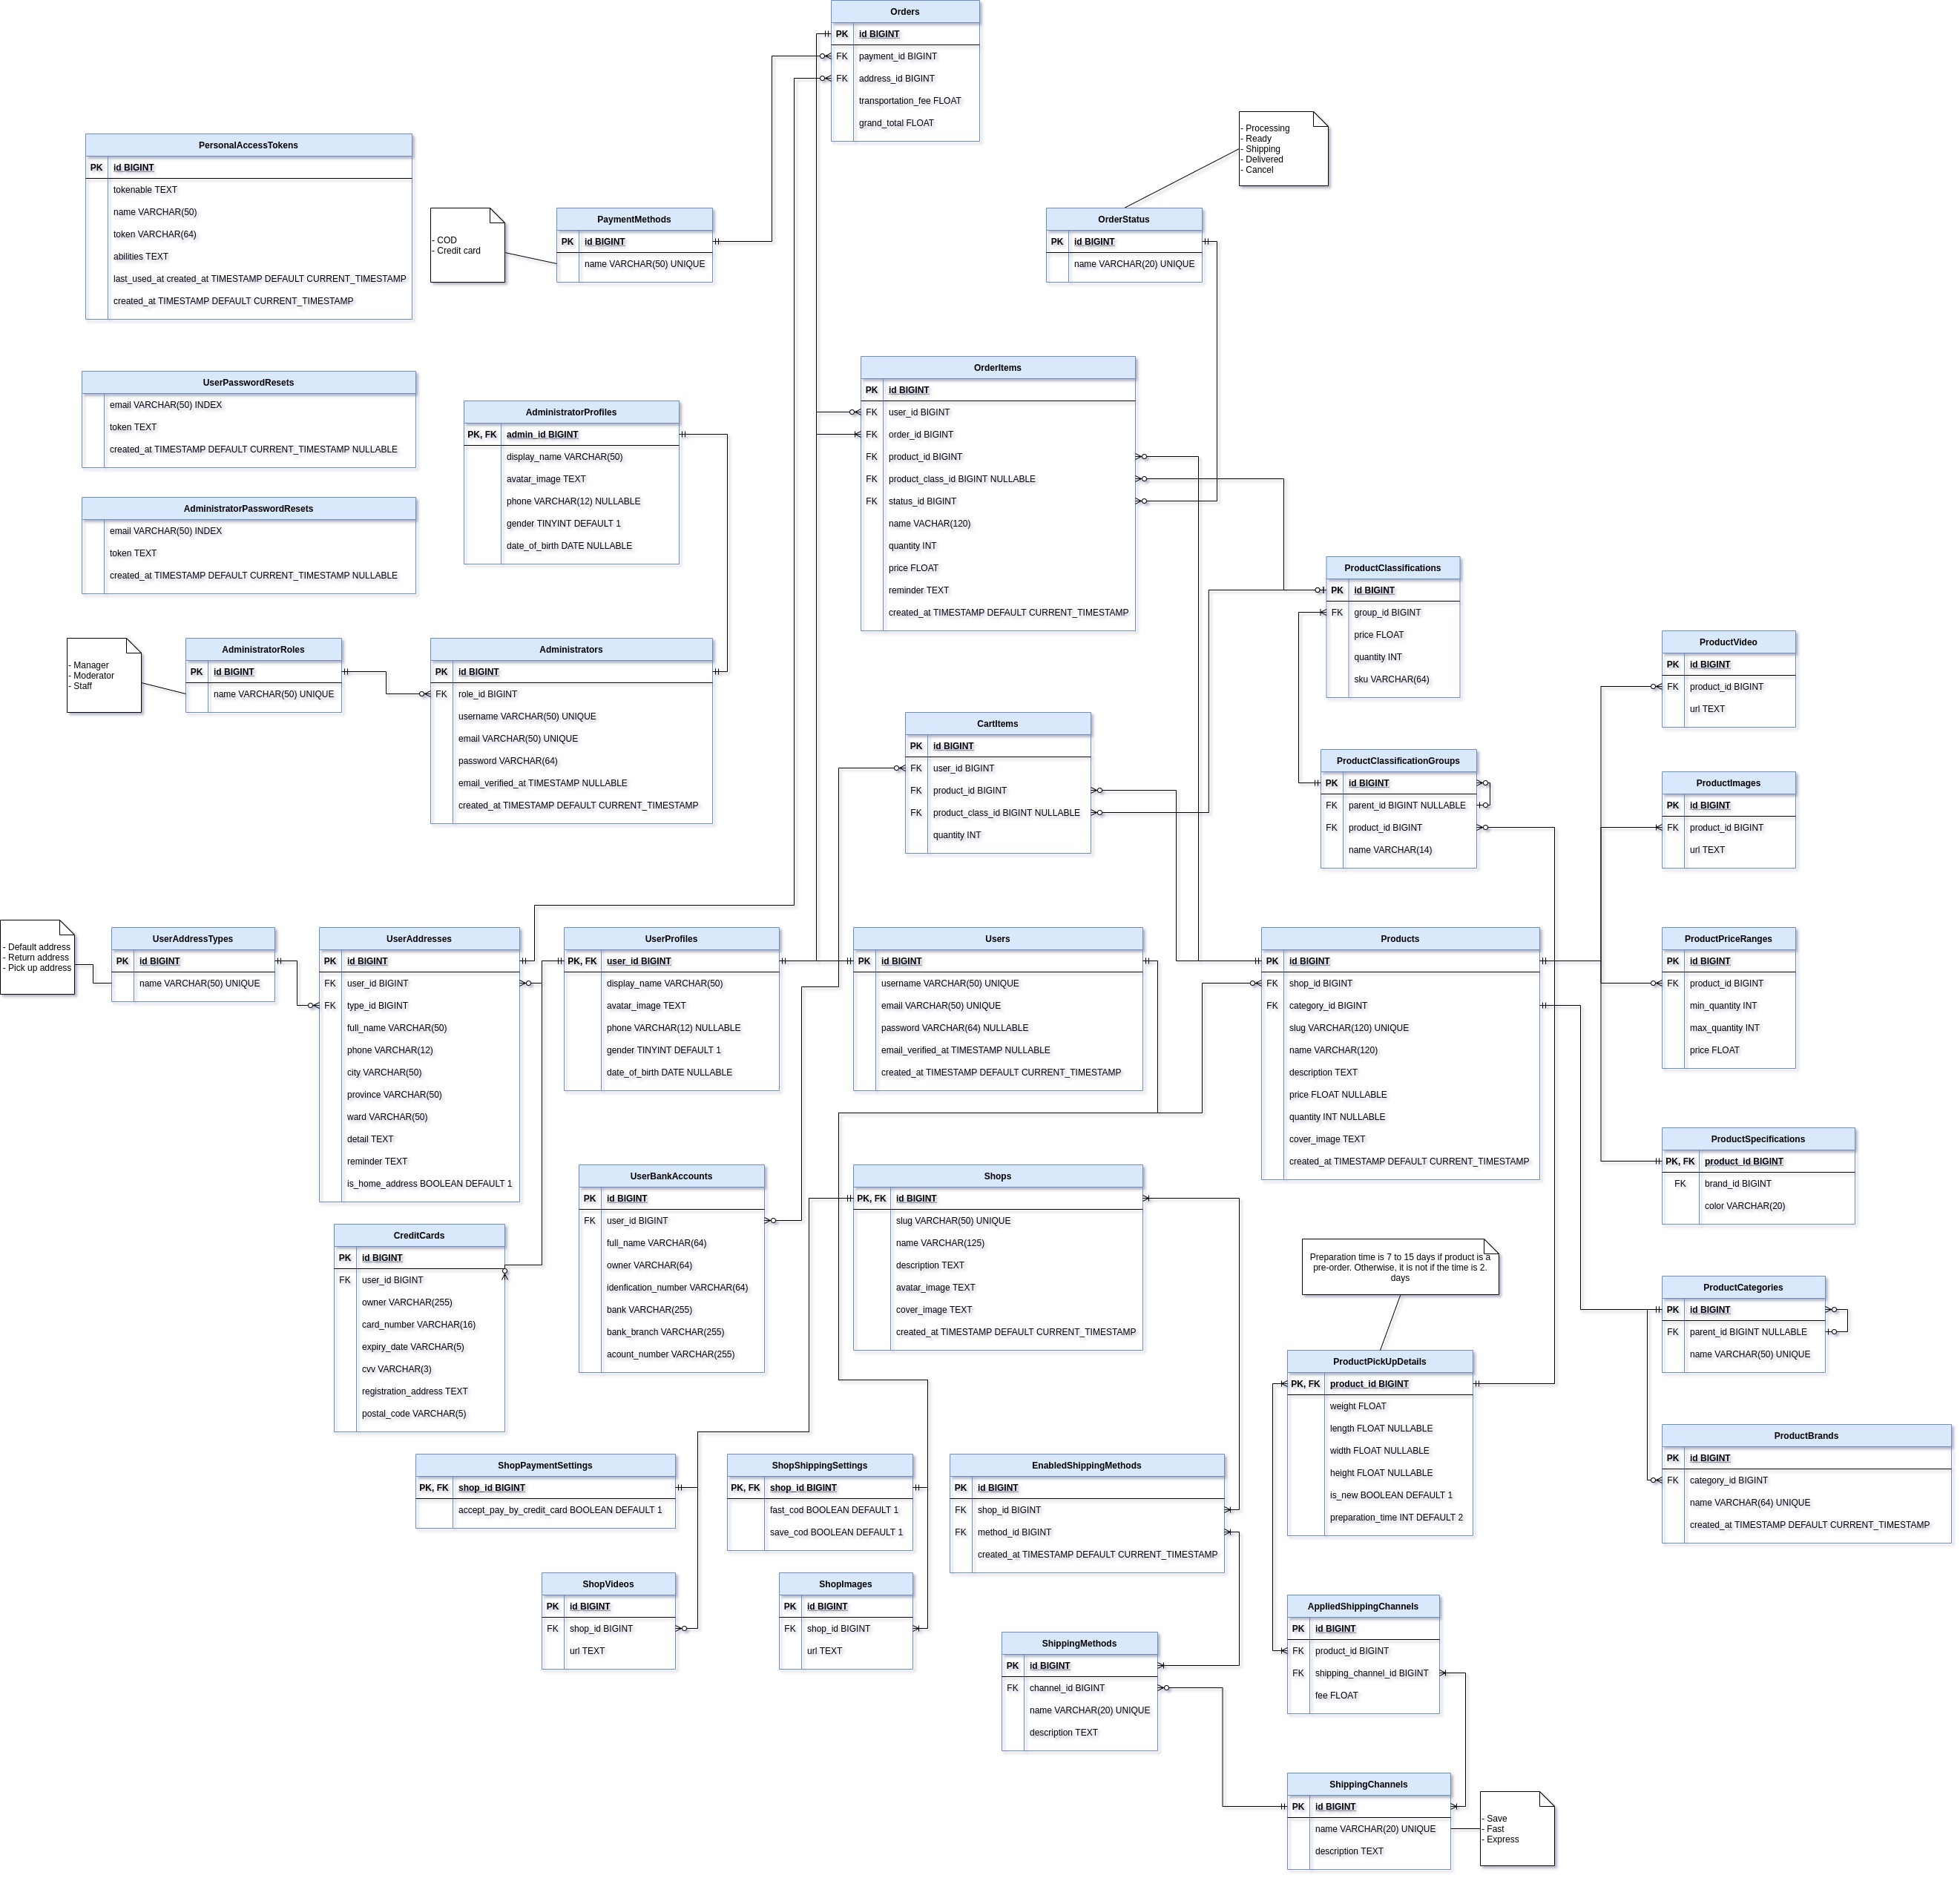 Orders
PK id BIGINT
FK payment_id BIGINT
FK address_id BIGINT
transportation_fee FLOAT
grand_total FLOAT
- Processing
- Ready
- Shipping
- Delivered
- Cancel
PersonalAccessTokens
PK id BIGINT
tokenable TEXT
name VARCHAR(50)
token VARCHAR(64)
abilities TEXT
last_used_at created_at TIMESTAMP DEFAULT CURRENT_TIMESTAMP
created_at TIMESTAMP DEFAULT CURRENT_TIMESTAMP
- COD
- Credit card
PaymentMethods
PK id BIGINT
name VARCHAR(50) UNIQUE
OrderStatus
PK id BIGINT
name VARCHAR(20) UNIQUE
OrderItems
PK id BIGINT
FK user_id BIGINT
FK order_id BIGINT
FK product_id BIGINT
FK product_class_id BIGINT NULLABLE
FK status_id BIGINT
name VACHAR(120)
quantity INT
price FLOAT
reminder TEXT
created_at TIMESTAMP DEFAULT CURRENT_TIMESTAMP
UserPasswordResets
email VARCHAR(50) INDEX
token TEXT
created_at TIMESTAMP DEFAULT CURRENT_TIMESTAMP NULLABLE
AdministratorProfiles
PK, FK admin_id BIGINT
display_name VARCHAR(50)
avatar_image TEXT
phone VARCHAR(12) NULLABLE
gender TINYINT DEFAULT 1
date_of_birth DATE NULLABLE
AdministratorPasswordResets
email VARCHAR(50) INDEX
token TEXT
created_at TIMESTAMP DEFAULT CURRENT_TIMESTAMP NULLABLE
ProductClassifications
PK id BIGINT
FK group_id BIGINT
price FLOAT
quantity INT
sku VARCHAR(64)
- Manager
- Moderator
- Staff
AdministratorRoles
PK id BIGINT
name VARCHAR(50) UNIQUE
Administrators
PK id BIGINT
FK role_id BIGINT
username VARCHAR(50) UNIQUE
email VARCHAR(50) UNIQUE
password VARCHAR(64)
email_verified_at TIMESTAMP NULLABLE
created_at TIMESTAMP DEFAULT CURRENT_TIMESTAMP
ProductVideo
PK id BIGINT
FK product_id BIGINT
url TEXT
CartItems
PK id BIGINT
FK user_id BIGINT
FK product_id BIGINT
FK product_class_id BIGINT NULLABLE
quantity INT
ProductClassificationGroups
PK id BIGINT
FK parent_id BIGINT NULLABLE
FK product_id BIGINT
name VARCHAR(14)
ProductImages
PK id BIGINT
FK product_id BIGINT
url TEXT
- Default address
- Return address
- Pick up address
UserAddressTypes
PK id BIGINT
name VARCHAR(50) UNIQUE
UserAddresses
PK id BIGINT
FK user_id BIGINT
FK type_id BIGINT
full_name VARCHAR(50)
phone VARCHAR(12)
city VARCHAR(50)
province VARCHAR(50)
ward VARCHAR(50)
detail TEXT
reminder TEXT
is_home_address BOOLEAN DEFAULT 1
UserProfiles
PK, FK user_id BIGINT
display_name VARCHAR(50)
avatar_image TEXT
phone VARCHAR(12) NULLABLE
gender TINYINT DEFAULT 1
date_of_birth DATE NULLABLE
Users
PK id BIGINT
username VARCHAR(50) UNIQUE
email VARCHAR(50) UNIQUE
password VARCHAR(64) NULLABLE
email_verified_at TIMESTAMP NULLABLE
created_at TIMESTAMP DEFAULT CURRENT_TIMESTAMP
Products
PK id BIGINT
FK shop_id BIGINT
FK category_id BIGINT
slug VARCHAR(120) UNIQUE
name VARCHAR(120)
description TEXT
price FLOAT NULLABLE
quantity INT NULLABLE
cover_image TEXT
created_at TIMESTAMP DEFAULT CURRENT_TIMESTAMP
ProductPriceRanges
PK id BIGINT
FK product_id BIGINT
min_quantity INT
max_quantity INT
price FLOAT
ProductSpecifications
PK, FK product_id BIGINT
FK brand_id BIGINT
color VARCHAR(20)
UserBankAccounts
PK id BIGINT
FK user_id BIGINT
full_name VARCHAR(64)
owner VARCHAR(64)
idenfication_number VARCHAR(64)
bank VARCHAR(255)
bank_branch VARCHAR(255)
acount_number VARCHAR(255)
Shops
PK, FK id BIGINT
slug VARCHAR(50) UNIQUE
name VARCHAR(125)
description TEXT
avatar_image TEXT
cover_image TEXT
created_at TIMESTAMP DEFAULT CURRENT_TIMESTAMP
CreditCards
PK id BIGINT
FK user_id BIGINT
owner VARCHAR(255)
card_number VARCHAR(16)
expiry_date VARCHAR(5)
cvv VARCHAR(3)
registration_address TEXT
postal_code VARCHAR(5)
Preparation time is 7 to 15 days if product is a
pre-order. Otherwise, it is not if the time is 2.
days
ProductCategories
PK id BIGINT
FK parent_id BIGINT NULLABLE
name VARCHAR(50) UNIQUE
ProductPickUpDetails
PK, FK product_id BIGINT
weight FLOAT
length FLOAT NULLABLE
width FLOAT NULLABLE
height FLOAT NULLABLE
is_new BOOLEAN DEFAULT 1
preparation_time INT DEFAULT 2
ProductBrands
PK id BIGINT
FK category_id BIGINT
name VARCHAR(64) UNIQUE
created_at TIMESTAMP DEFAULT CURRENT_TIMESTAMP
ShopPaymentSettings
PK, FK shop_id BIGINT
accept_pay_by_credit_card BOOLEAN DEFAULT 1
ShopShippingSettings
PK, FK shop_id BIGINT
fast_cod BOOLEAN DEFAULT 1
save_cod BOOLEAN DEFAULT 1
EnabledShippingMethods
PK id BIGINT
FK shop_id BIGINT
FK method_id BIGINT
created_at TIMESTAMP DEFAULT CURRENT_TIMESTAMP
ShopVideos
PK id BIGINT
FK shop_id BIGINT
url TEXT
ShopImages
PK id BIGINT
FK shop_id BIGINT
url TEXT
AppliedShippingChannels
PK id BIGINT
FK product_id BIGINT
FK shipping_channel_id BIGINT
fee FLOAT
ShippingMethods
PK id BIGINT
FK channel_id BIGINT
name VARCHAR(20) UNIQUE
description TEXT
ShippingChannels
PK id BIGINT
name VARCHAR(20) UNIQUE
description TEXT
- Save
- Fast
- Express